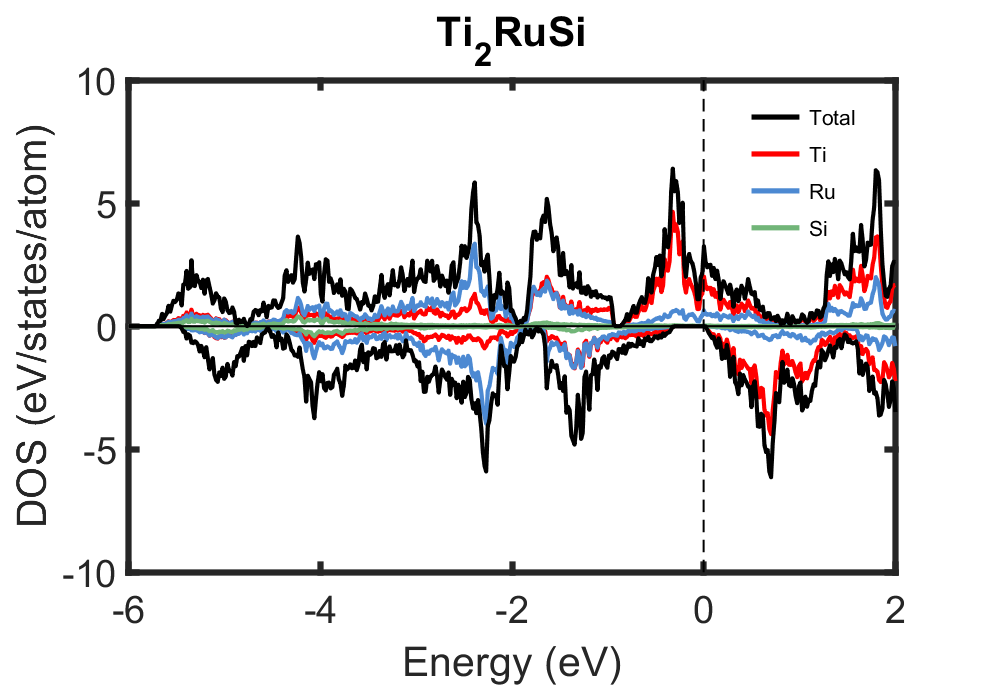 Ti₂RuSi
10
5
0
-5
-10
DOS (eV/states/atom)
Total
Ti
Ru
Si
-6 -4 -2 0 2
Energy (eV)